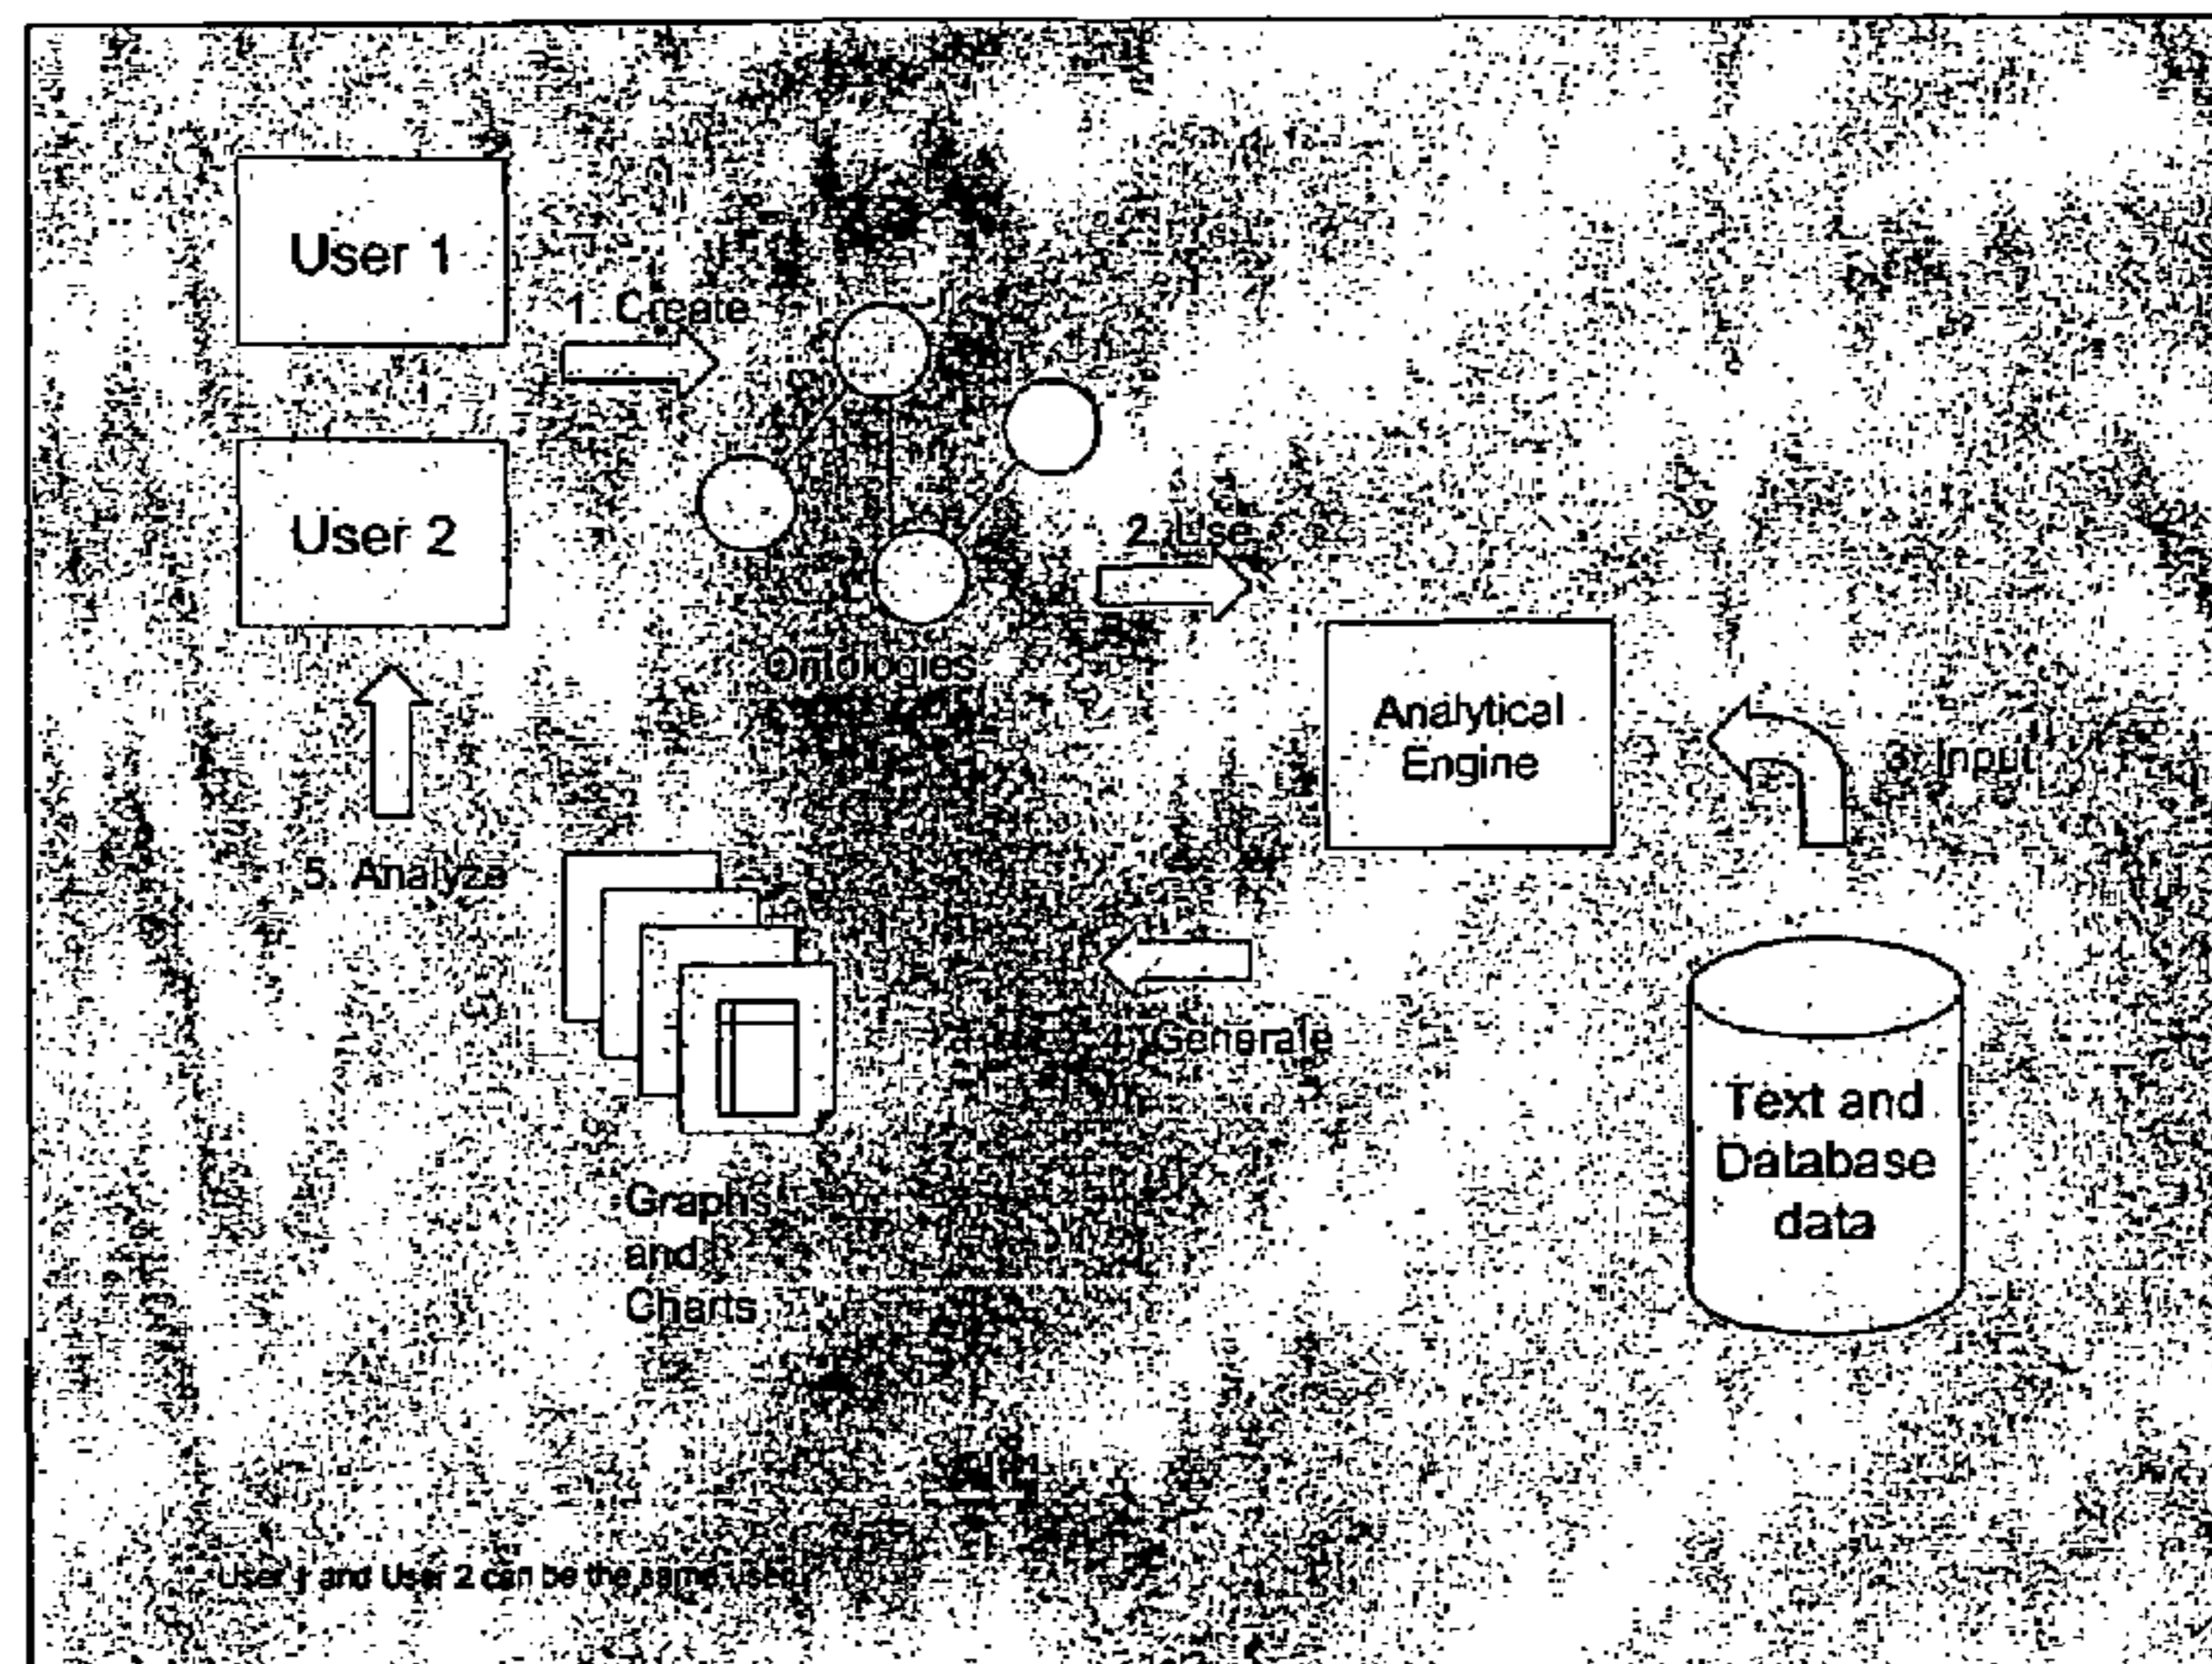 User 1
1. Create
User 2
2. Use
Ontologies
Analytical
Engine
3. Input
5. Analyze
4. Generate
Text and
Database
data
Graphs
and
Charts
User 1 and User 2 can be the same user